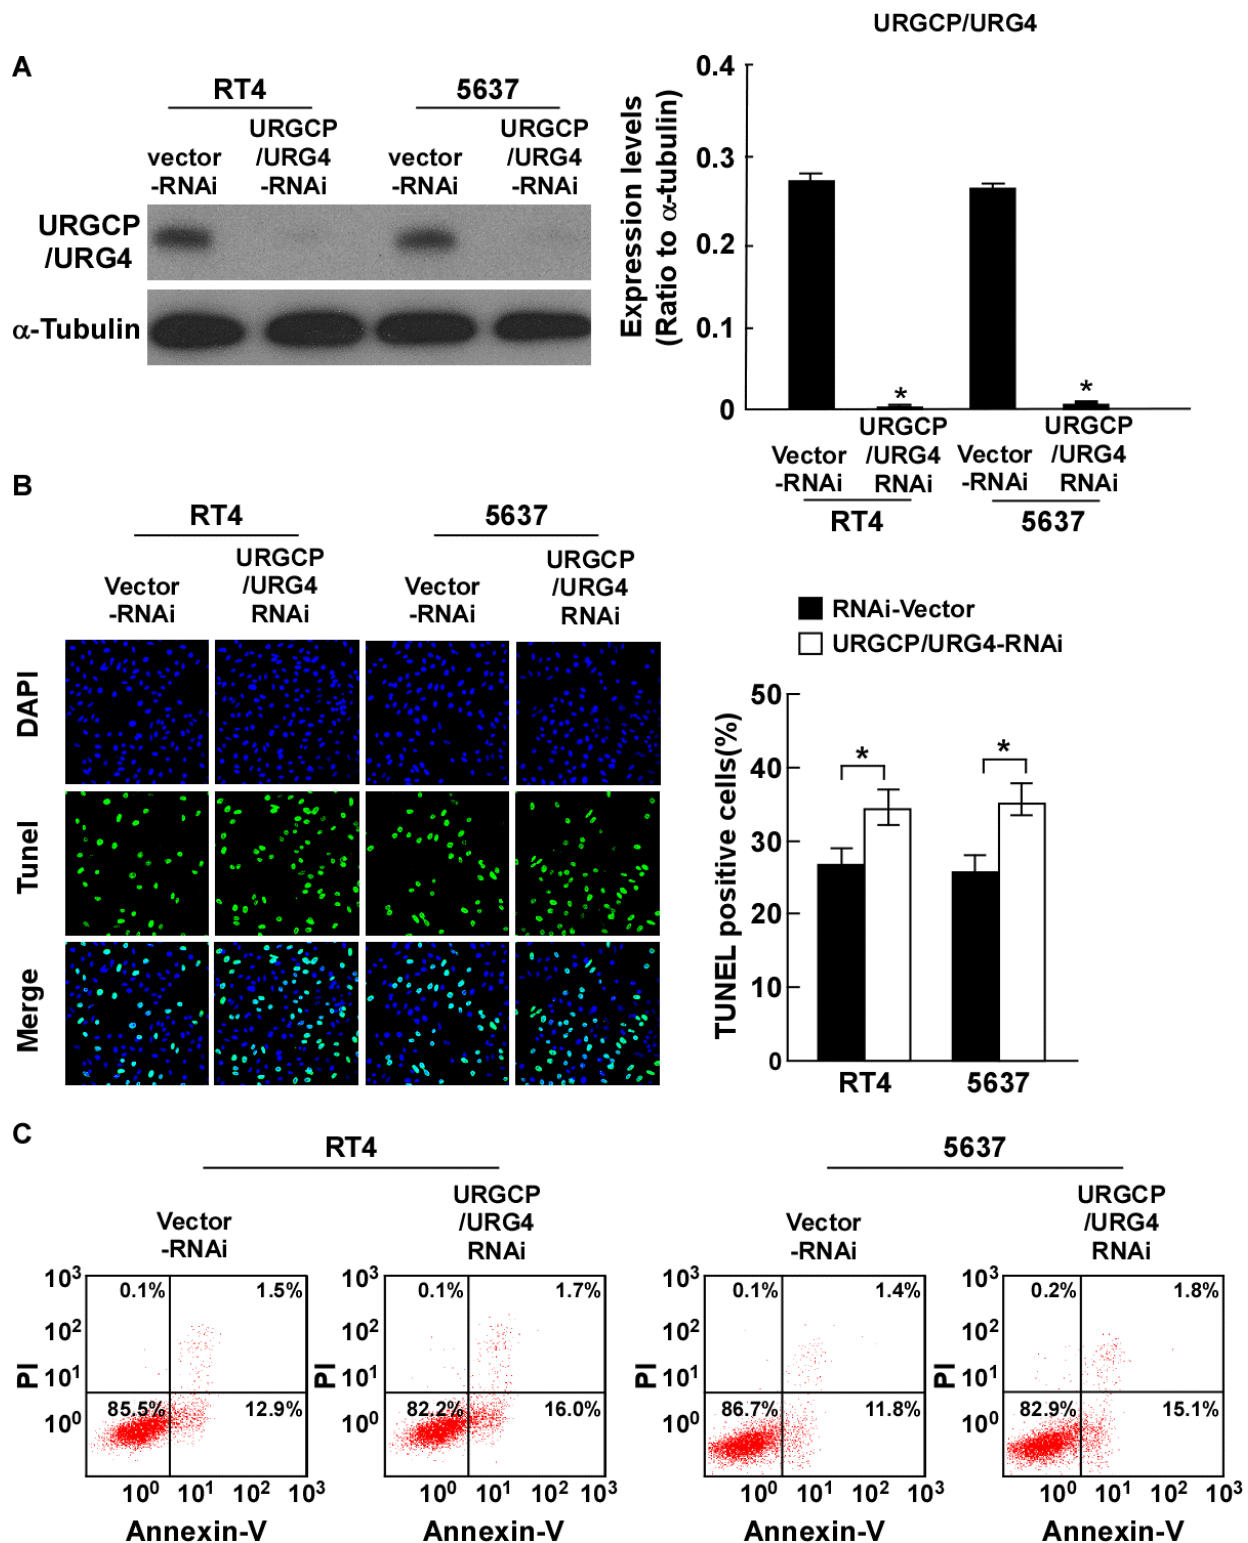 A
RT4
5637
vector
-RNAi
URGCP
/URG4
-RNAi
vector
-RNAi
URGCP
/URG4
-RNAi
URGCP
/URG4
α-Tubulin
URGCP/URG4
Expression levels
(Ratio to α-tubulin)
0.4
0.3
0.2
0.1
0
*
*
Vector
-RNAi
URGCP
/URG4
RNAi
Vector
-RNAi
URGCP
/URG4
RNAi
RT4
5637
B
RT4
5637
Vector
-RNAi
URGCP
/URG4
RNAi
Vector
-RNAi
URGCP
/URG4
RNAi
DAPI
Tunel
Merge
RNAi-Vector
URGCP/URG4-RNAi
TUNEL positive cells(%)
50
40
30
20
10
0
*
*
RT4
5637
C
RT4
5637
Vector
-RNAi
URGCP
/URG4
RNAi
Vector
-RNAi
URGCP
/URG4
RNAi
PI
10³
10²
10¹
10⁰
0.1%
1.5%
85.5%
12.9%
10⁰ 10¹ 10² 10³
Annexin-V
PI
10³
10²
10¹
10⁰
0.1%
1.7%
82.2%
16.0%
10⁰ 10¹ 10² 10³
Annexin-V
PI
10³
10²
10¹
10⁰
0.1%
1.4%
86.7%
11.8%
10⁰ 10¹ 10² 10³
Annexin-V
PI
10³
10²
10¹
10⁰
0.2%
1.8%
82.9%
15.1%
10⁰ 10¹ 10² 10³
Annexin-V